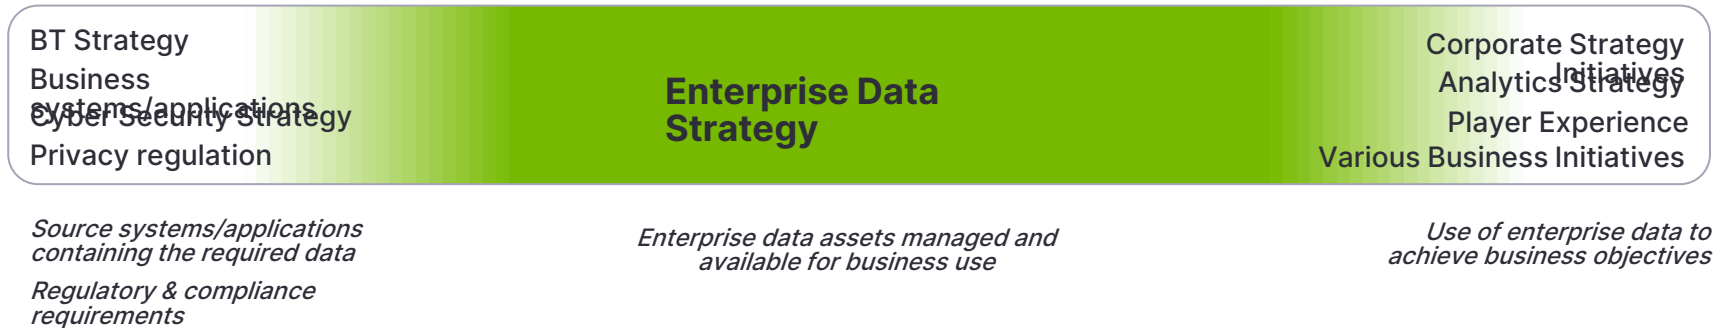 BT Strategy
Business
systems/applications
Cyber Security Strategy
Privacy regulation
Enterprise Data
Strategy
Corporate Strategy
Initiatives
Analytics Strategy
Player Experience
Various Business Initiatives
Source systems/applications
containing the required data
Regulatory & compliance
requirements
Enterprise data assets managed and
available for business use
Use of enterprise data to
achieve business objectives